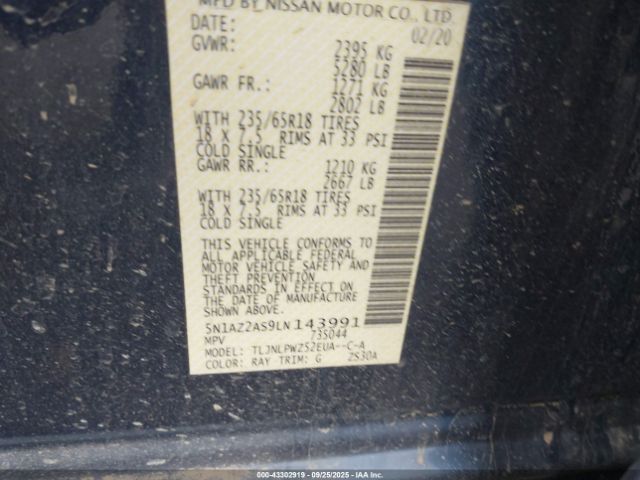 MFD BY NISSAN MOTOR CO., LTD.
DATE: 02/20
GVWR: 2395 KG
5280 LB
GAWR FR.: 1271 KG
2802 LB
WITH 235/65R18 TIRES
18 X 7.5 RIMS AT 33 PSI
COLD SINGLE
GAWR RR.: 1210 KG
2667 LB
WITH 235/65R18 TIRES
18 X 7.5 RIMS AT 33 PSI
COLD SINGLE
THIS VEHICLE CONFORMS TO
ALL APPLICABLE FEDERAL
MOTOR VEHICLE SAFETY AND
THEFT PREVENTION
STANDARDS IN EFFECT ON
THE DATE OF MANUFACTURE
SHOWN ABOVE.
5N1AZ2AS9LN143991
MPV 735044
MODEL: TLJNLPWZ52EUA--C-A
COLOR: RAY TRIM: G 2S30A
000-43302919 - 09/25/2025 - IAA Inc.